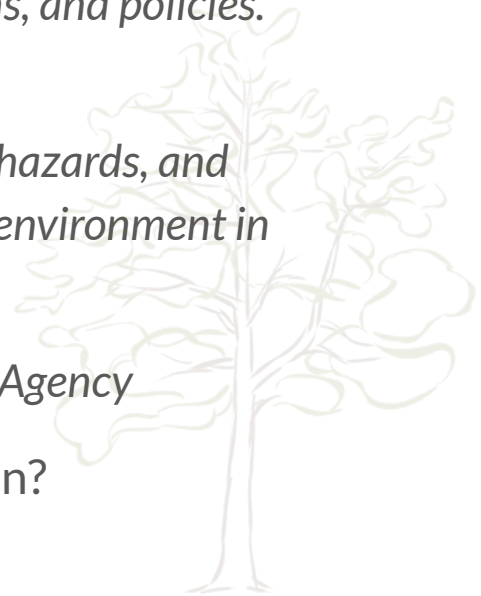 s, and policies.
hazards, and
environment in
Agency
n?